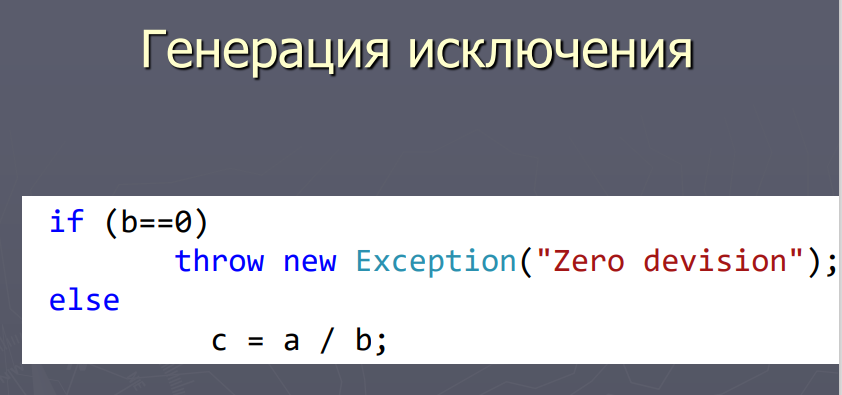 Генерация исключения
if (b==0)
throw new Exception("Zero devision");
else
c = a / b;